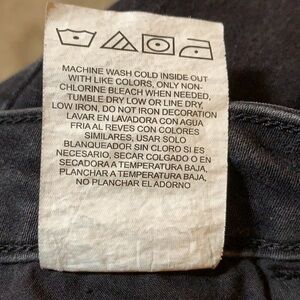 MACHINE WASH COLD INSIDE OUT
WITH LIKE COLORS, ONLY NON-
CHLORINE BLEACH WHEN NEEDED,
TUMBLE DRY LOW OR LINE DRY,
LOW IRON, DO NOT IRON DECORATION
LAVAR EN LAVADORA CON AGUA
FRIA AL REVES CON COLORES
SIMILARES, USAR SOLO
BLANQUEADOR SIN CLORO SI ES
NECESARIO, SECAR COLGADO O EN
SECADORA A TEMPERATURA BAJA,
PLANCHAR A TEMPERATURA BAJA,
NO PLANCHAR EL ADORNO